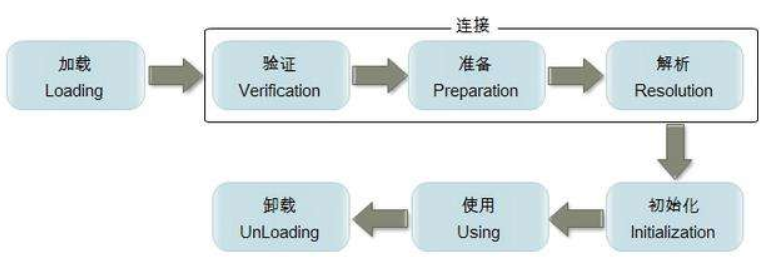 连接
加载
Loading
验证
Verification
准备
Preparation
解析
Resolution
卸载
UnLoading
使用
Using
初始化
Initialization